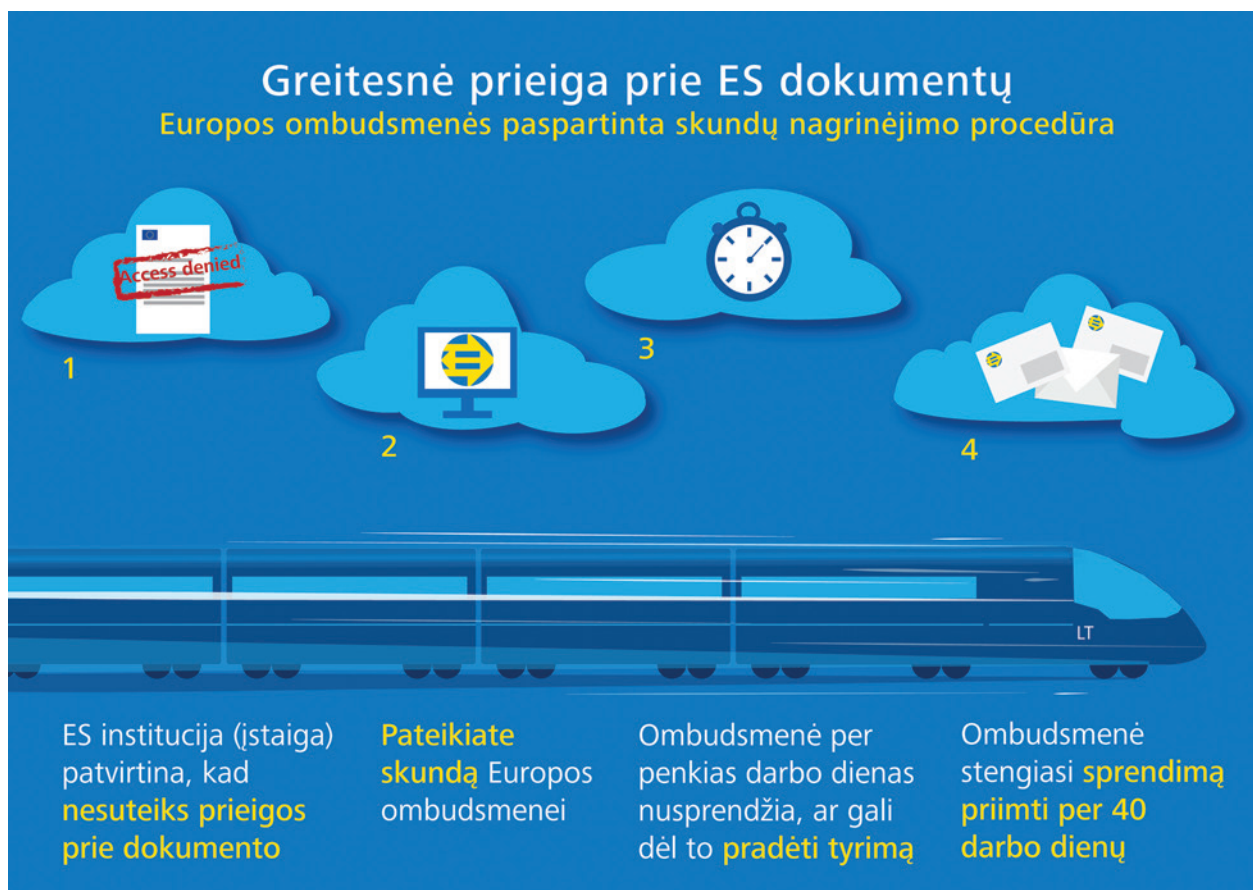 Greitesnė prieiga prie ES dokumentų
Europos ombudsmenės paspartinta skundų nagrinėjimo procedūra
Access denied
1
2
3
4
LT
ES institucija (įstaiga)
patvirtina, kad
nesuteiks prieigos
prie dokumento
Pateikiate
skundą Europos
ombudsmenei
Ombudsmenė per
penkias darbo dienas
nusprendžia, ar gali
dėl to pradėti tyrimą
Ombudsmenė
stengiasi sprendimą
priimti per 40
darbo dienų